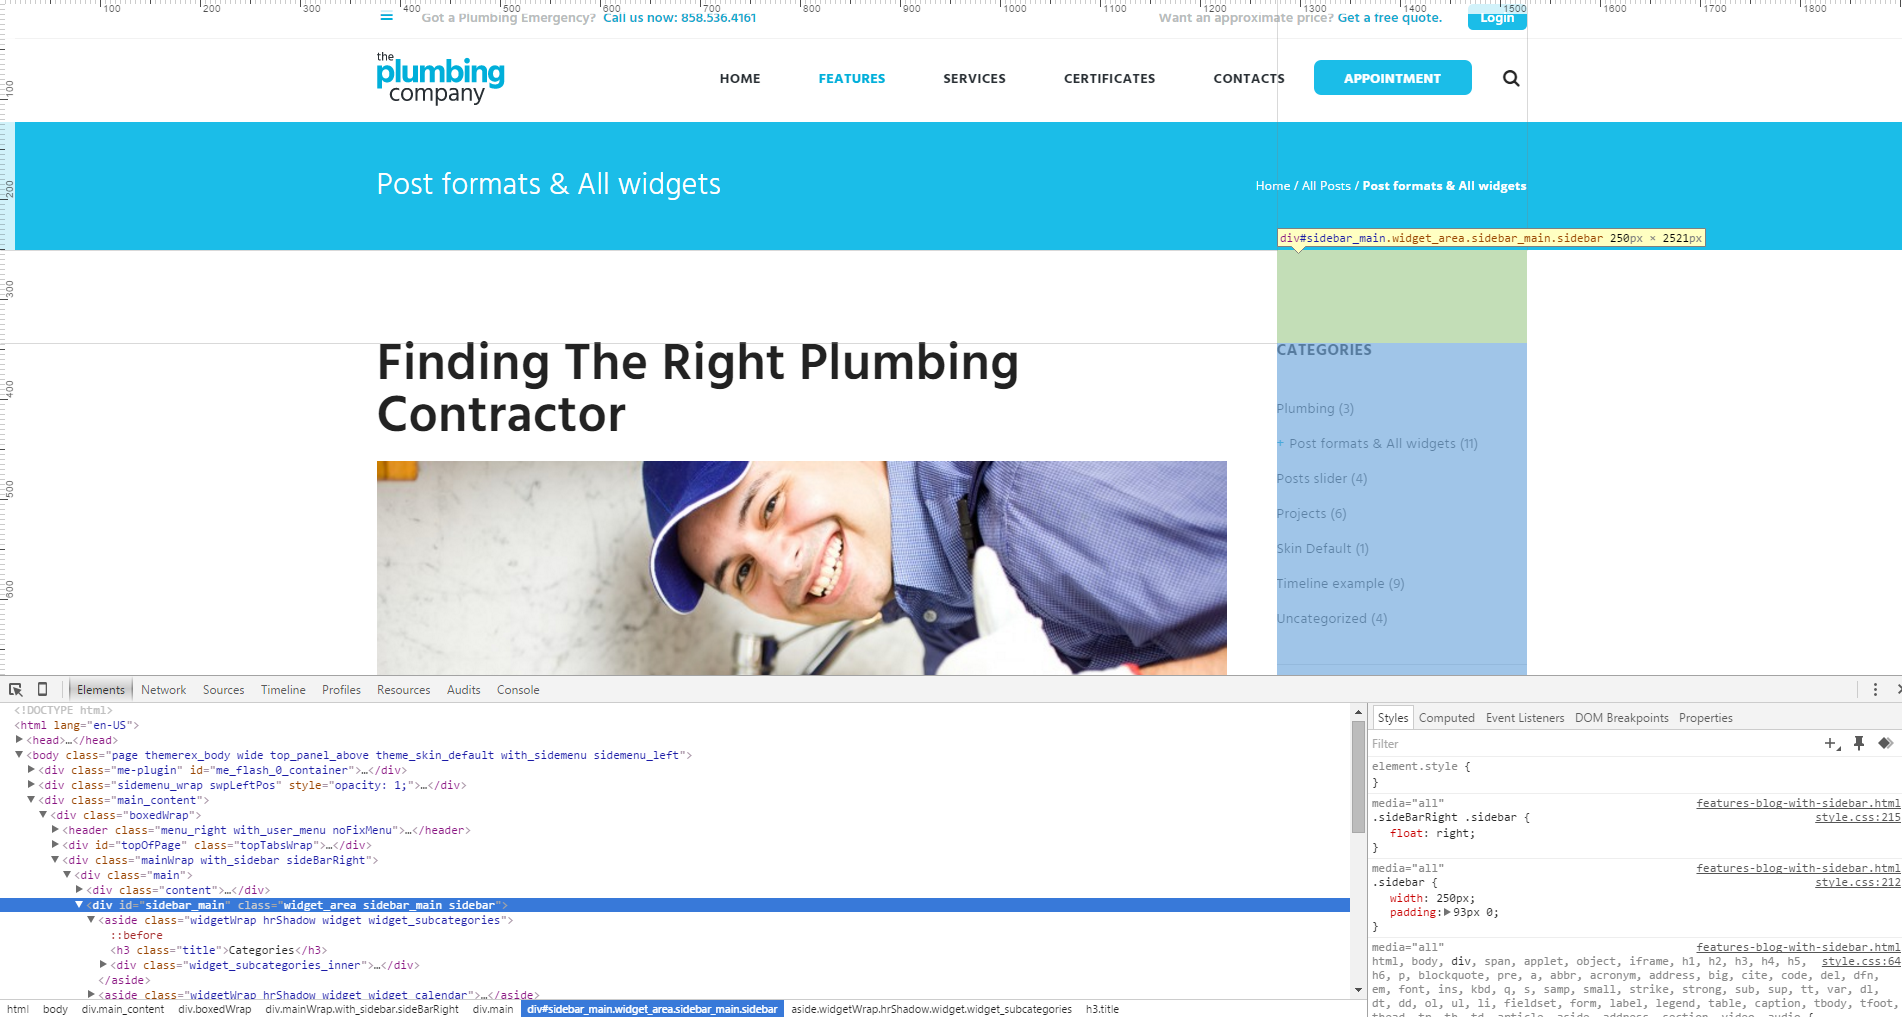 100 200 300 400 500 600 700 800 900 1000 1100 1200 1300 1400 1500 1600 1700 1800
Got a Plumbing Emergency? Call us now: 858.536.4161
Want an approximate price? Get a free quote.
Login
the
plumbing
company
HOME FEATURES SERVICES CERTIFICATES CONTACTS APPOINTMENT
100
200
300
400
500
600
Post formats & All widgets
Home / All Posts / Post formats & All widgets
div#sidebar_main.widget_area.sidebar_main.sidebar 250px × 2521px
Finding The Right Plumbing
Contractor
CATEGORIES
Plumbing (3)
+ Post formats & All widgets (11)
Posts slider (4)
Projects (6)
Skin Default (1)
Timeline example (9)
Uncategorized (4)
Elements Network Sources Timeline Profiles Resources Audits Console
<!DOCTYPE html>
<html lang="en-US">
<head>…</head>
<body class="page themerex_body wide top_panel_above theme_skin_default with_sidemenu sidemenu_left">
<div class="me-plugin" id="me_flash_0_container">…</div>
<div class="sidemenu_wrap swpLeftPos" style="opacity: 1;">…</div>
<div class="main_content">
<div class="boxedWrap">
<header class="menu_right with_user_menu noFixMenu">…</header>
<div id="topOfPage" class="topTabsWrap">…</div>
<div class="mainWrap with_sidebar sideBarRight">
<div class="main">
<div class="content">…</div>
<div id="sidebar_main" class="widget_area sidebar_main sidebar">
<aside class="widgetWrap hrShadow widget widget_subcategories">
::before
<h3 class="title">Categories</h3>
<div class="widget_subcategories_inner">…</div>
</aside>
<aside class="widgetWrap hrShadow widget widget_calendar">…</aside>
html body div.main_content div.boxedWrap div.mainWrap.with_sidebar.sideBarRight div.main div#sidebar_main.widget_area.sidebar_main.sidebar aside.widgetWrap.hrShadow.widget.widget_subcategories h3.title
Styles Computed Event Listeners DOM Breakpoints Properties
Filter
element.style {
}
media="all" features-blog-with-sidebar.html
.sideBarRight .sidebar { style.css:215
float: right;
}
media="all" features-blog-with-sidebar.html
.sidebar { style.css:212
width: 250px;
padding: 93px 0;
}
media="all" features-blog-with-sidebar.html
html, body, div, span, applet, object, iframe, h1, h2, h3, h4, h5, style.css:64
h6, p, blockquote, pre, a, abbr, acronym, address, big, cite, code, del, dfn,
em, font, ins, kbd, q, s, samp, small, strike, strong, sub, sup, tt, var, dl,
dt, dd, ol, ul, li, fieldset, form, label, legend, table, caption, tbody, tfoot,
thead, tr, th, td, article, aside, address, section, video, audio {